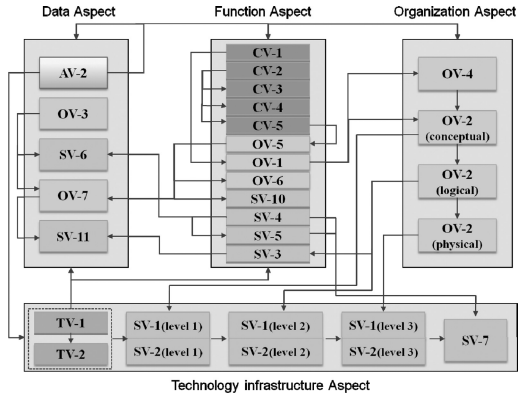 Data Aspect
Function Aspect
Organization Aspect
AV-2
OV-3
SV-6
OV-7
SV-11
CV-1
CV-2
CV-3
CV-4
CV-5
OV-5
OV-1
OV-6
SV-10
SV-4
SV-5
SV-3
OV-4
OV-2
(conceptual)
OV-2
(logical)
OV-2
(physical)
TV-1
TV-2
SV-1(level 1)
SV-2(level 1)
SV-1(level 2)
SV-2(level 2)
SV-1(level 3)
SV-2(level 3)
SV-7
Technology infrastructure Aspect